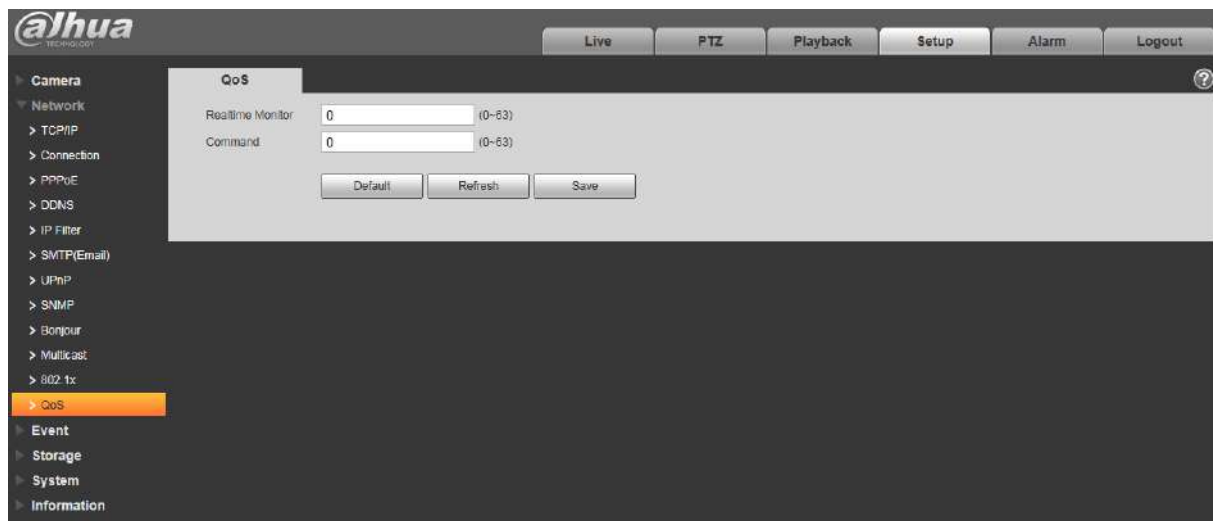 alhua
TECHNOLOGY
Live PTZ Playback Setup Alarm Logout
Camera
Network
> TCP/IP
> Connection
> PPPoE
> DDNS
> IP Filter
> SMTP(Email)
> UPnP
> SNMP
> Bonjour
> Multicast
> 802.1x
> QoS
Event
Storage
System
Information
QoS
?
Realtime Monitor 0 (0~63)
Command 0 (0~63)
Default Refresh Save